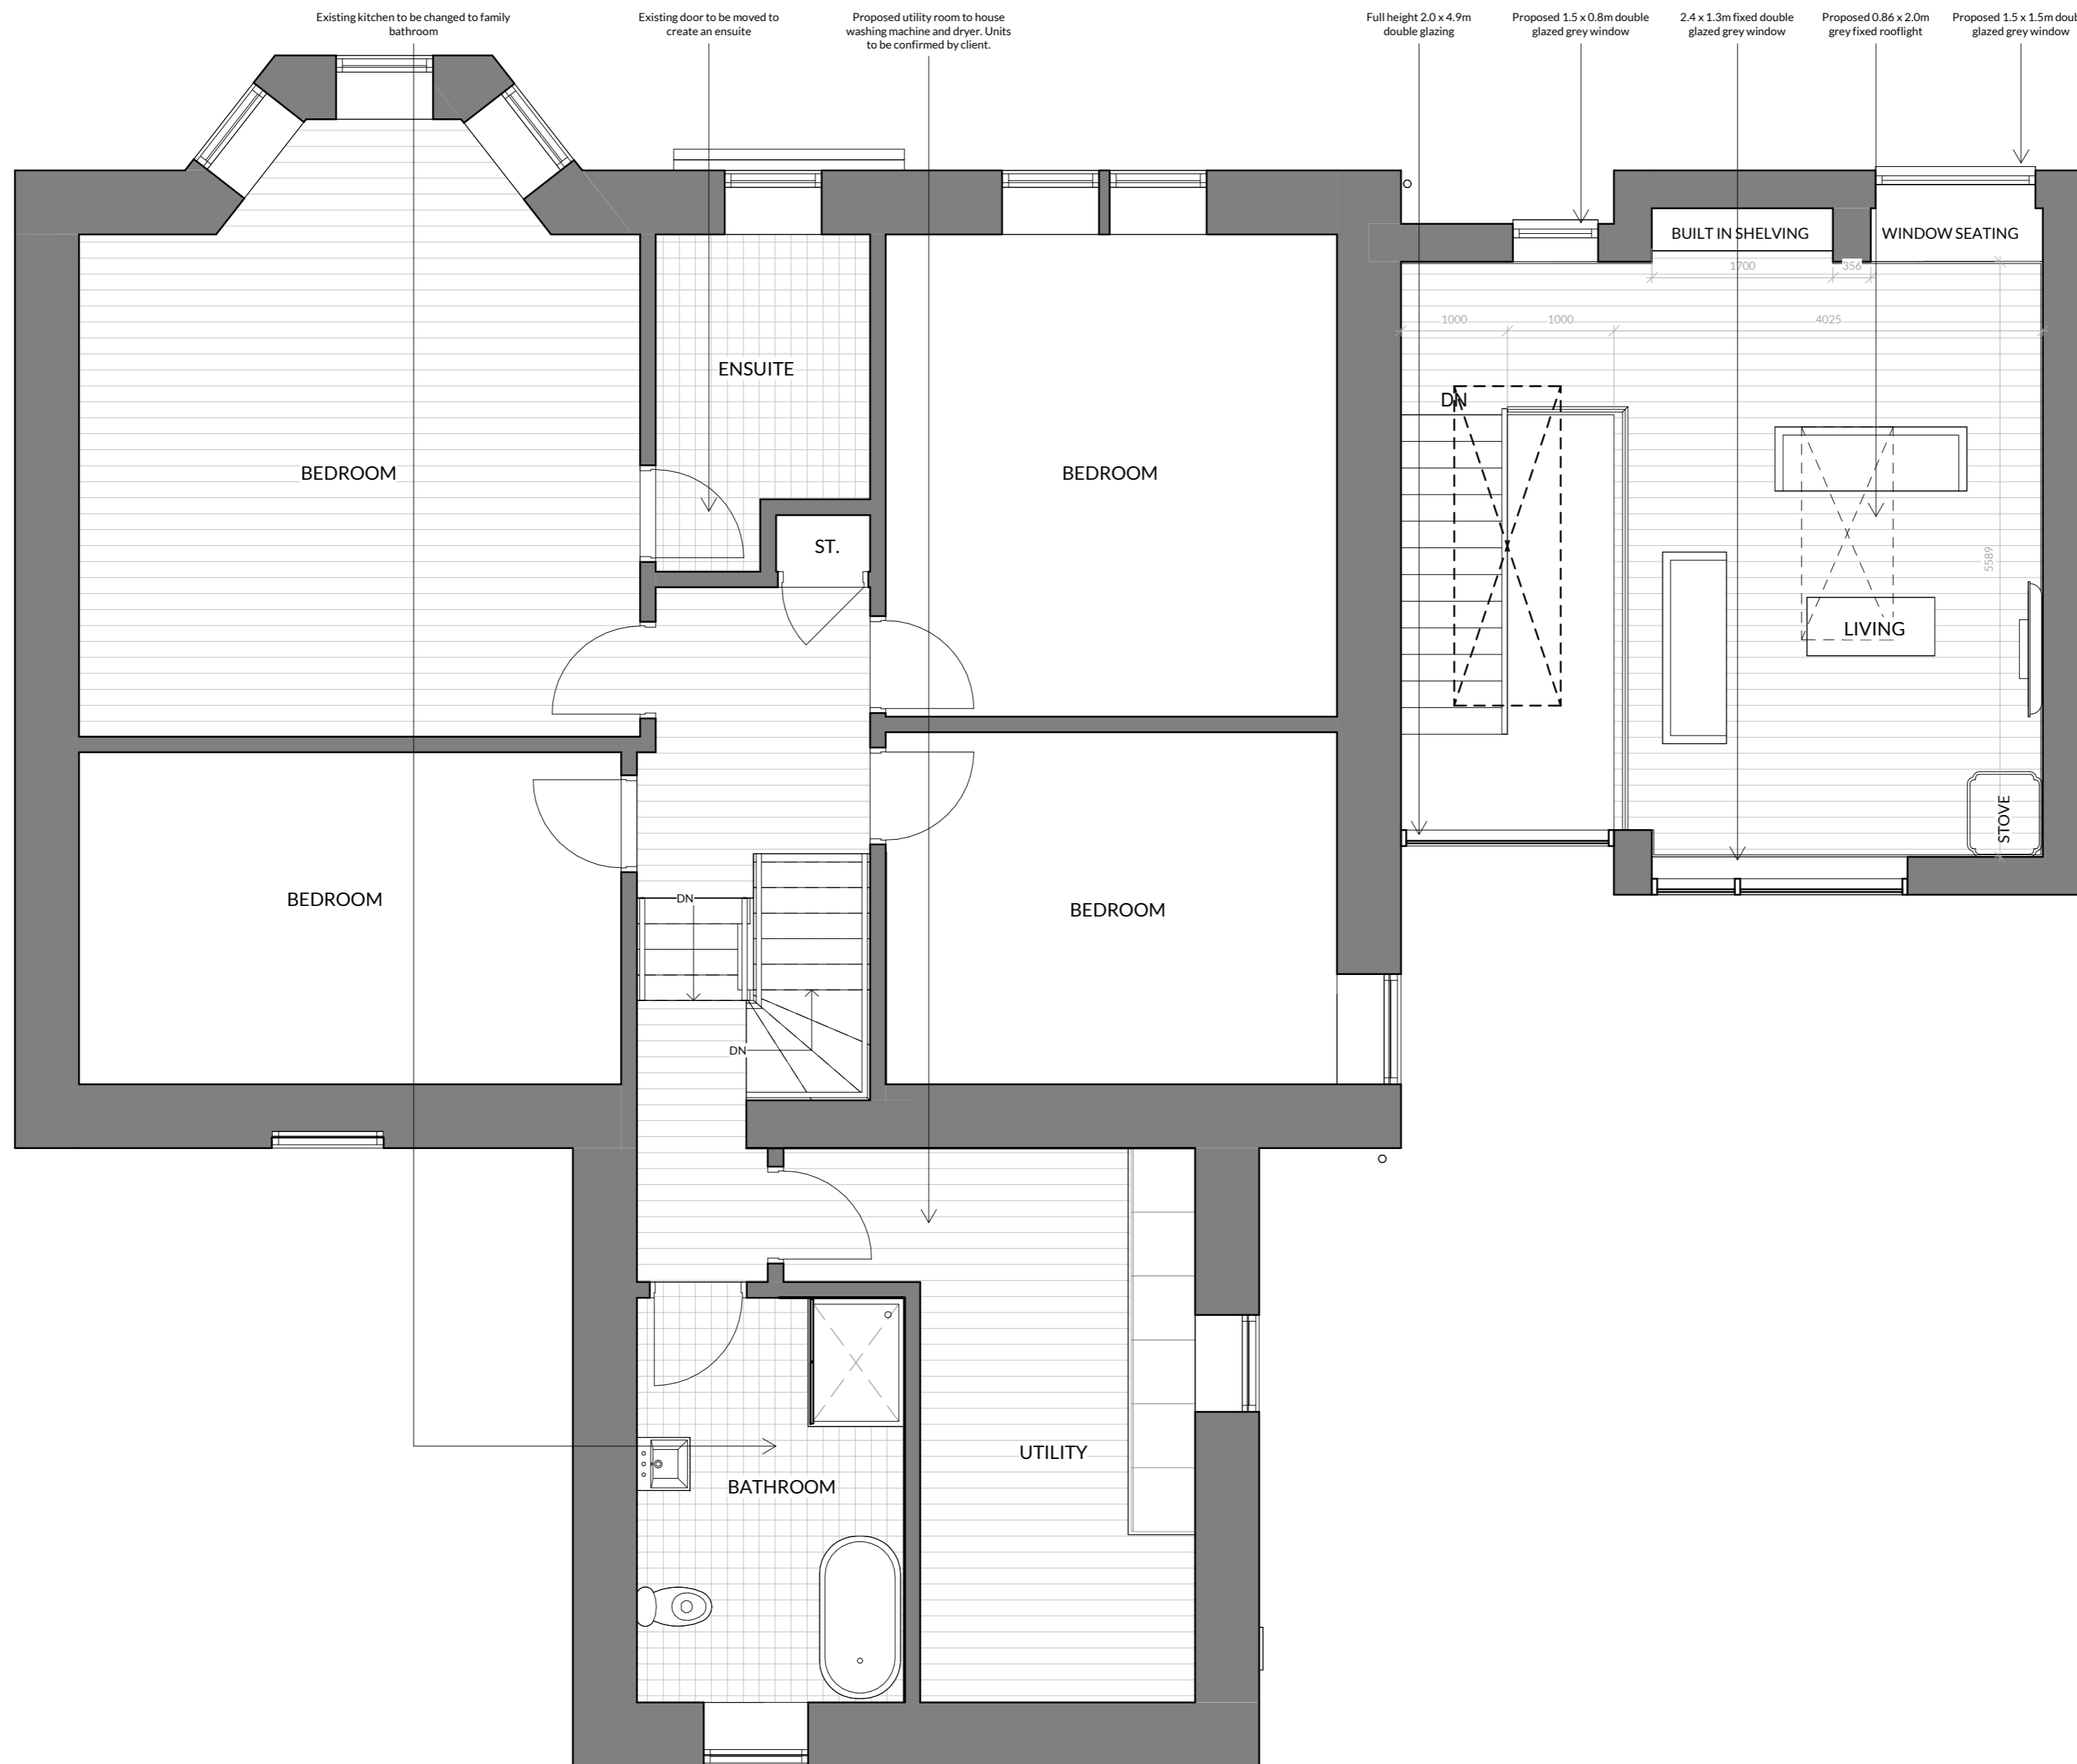 Existing kitchen to be changed to family
bathroom
Existing door to be moved to
create an ensuite
Proposed utility room to house
washing machine and dryer. Units
to be confirmed by client.
Full height 2.0 x 4.9m
double glazing
Proposed 1.5 x 0.8m double
glazed grey window
2.4 x 1.3m fixed double
glazed grey window
Proposed 0.86 x 2.0m
grey fixed rooflight
Proposed 1.5 x 1.5m doub
glazed grey window
BUILT IN SHELVING
WINDOW SEATING
1700
356
1000
1000
4025
ENSUITE
DN
BEDROOM
BEDROOM
ST.
5589
LIVING
STOVE
BEDROOM
DN
BEDROOM
DN
UTILITY
BATHROOM